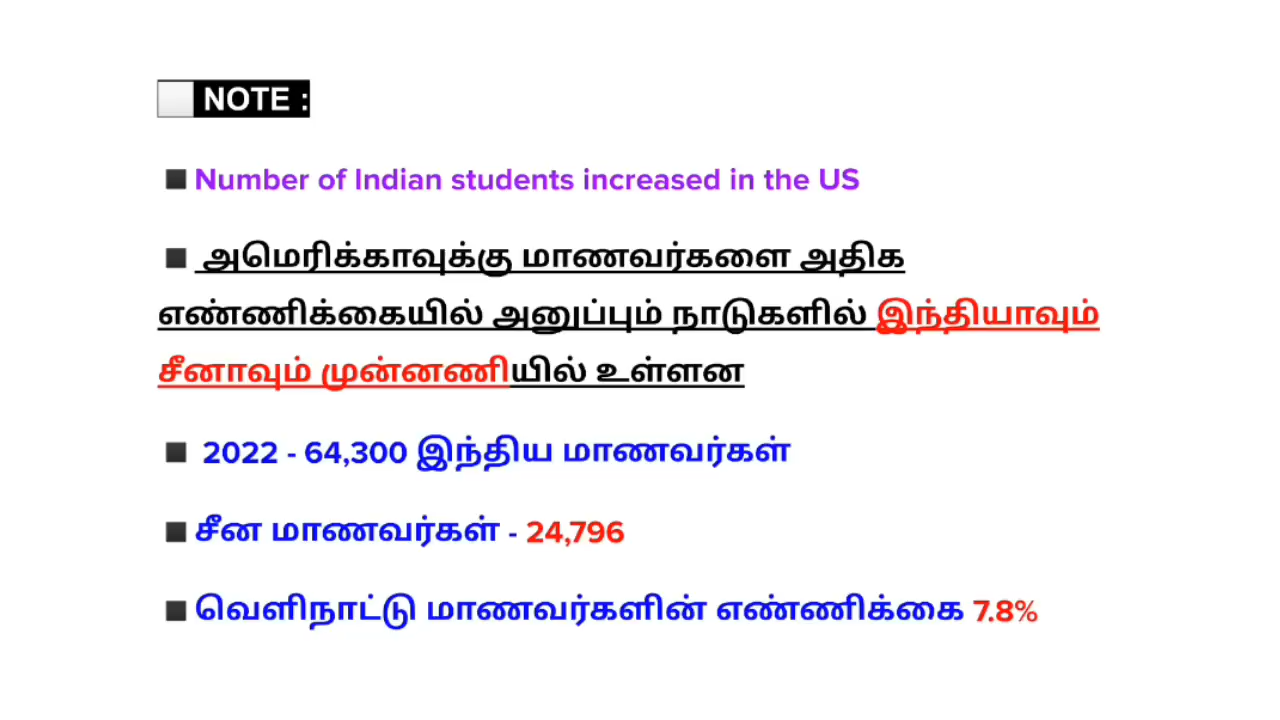 NOTE :
Number of Indian students increased in the US
அமெரிக்காவுக்கு மாணவர்களை அதிக
எண்ணிக்கையில் அனுப்பும் நாடுகளில் இந்தியாவும்
சீனாவும் முன்னணியில் உள்ளன
2022 - 64,300 இந்திய மாணவர்கள்
சீன மாணவர்கள் - 24,796
வெளிநாட்டு மாணவர்களின் எண்ணிக்கை 7.8%